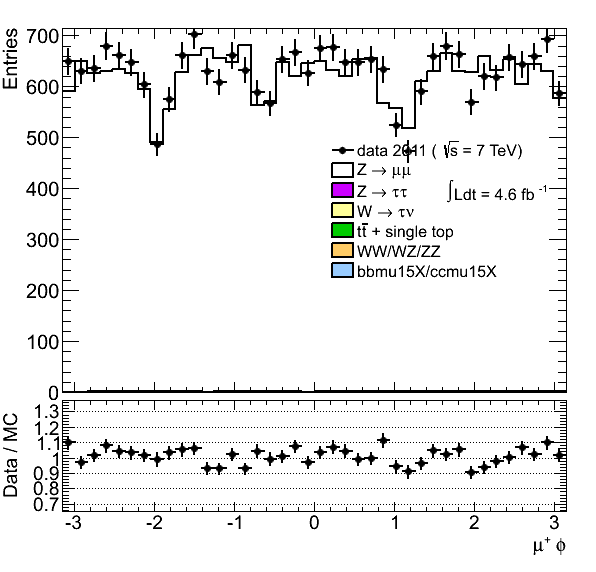 Entries
700
600
500
400
300
200
100
0
data 2011 ( √s = 7 TeV)
Z → μμ
Z → ττ
∫Ldt = 4.6 fb⁻¹
W → τν
tt̄ + single top
WW/WZ/ZZ
bbmu15X/ccmu15X
Data / MC
1.3
1.2
1.1
1
0.9
0.8
0.7
-3 -2 -1 0 1 2 3
μ⁺ ϕ